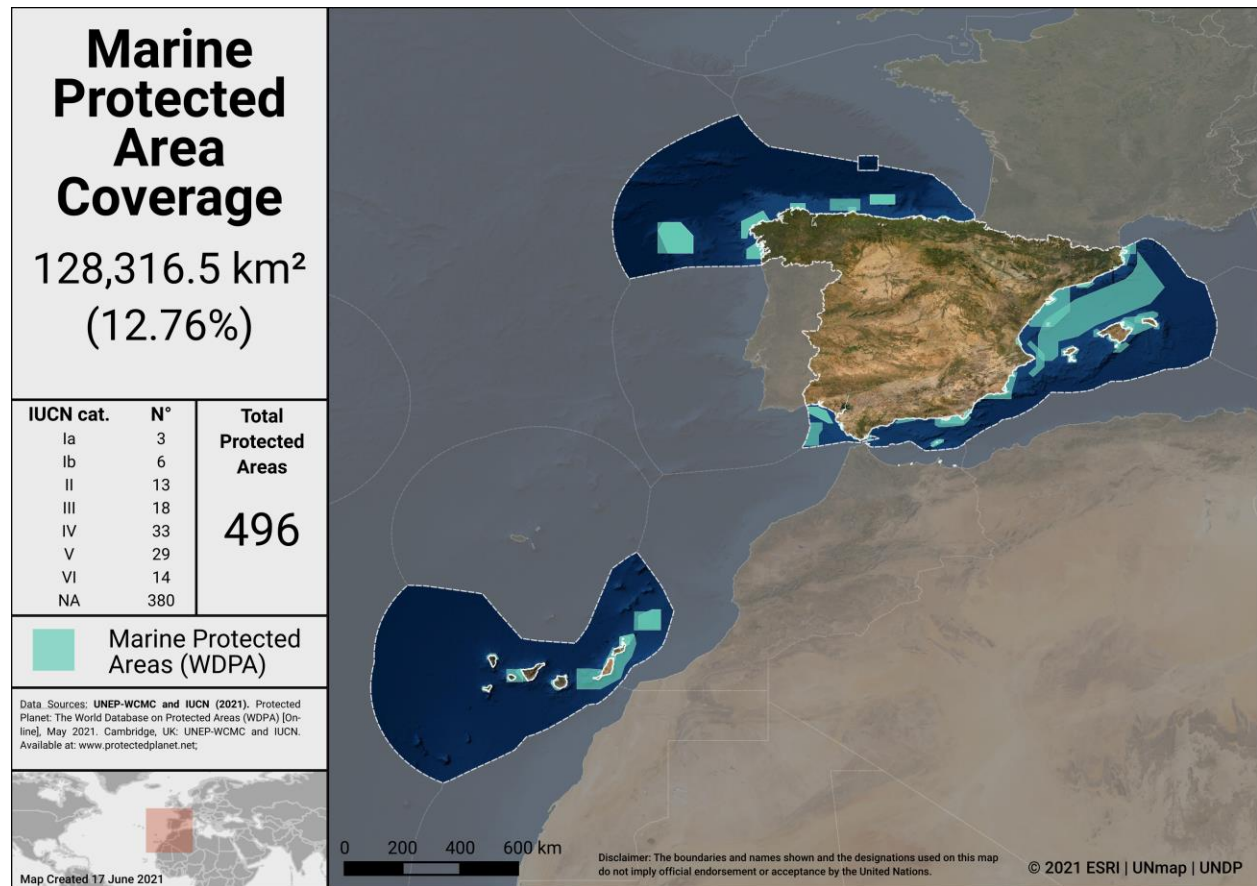 Marine
Protected
Area
Coverage
128,316.5 km²
(12.76%)
IUCN cat. N°
Ia 3
Ib 6
II 13
III 18
IV 33
V 29
VI 14
NA 380
Total
Protected
Areas
496
Marine Protected
Areas (WDPA)
Data Sources: UNEP-WCMC and IUCN (2021). Protected
Planet: The World Database on Protected Areas (WDPA) [On-
line], May 2021. Cambridge, UK: UNEP-WCMC and IUCN.
Available at: www.protectedplanet.net;
Map Created 17 June 2021
0 200 400 600 km
Disclaimer: The boundaries and names shown and the designations used on this map
do not imply official endorsement or acceptance by the United Nations.
© 2021 ESRI | UNmap | UNDP